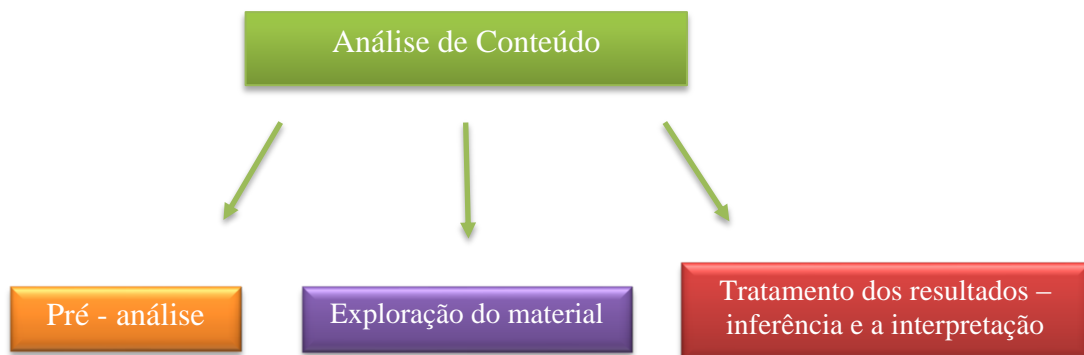 Análise de Conteúdo
Pré - análise
Exploração do material
Tratamento dos resultados –
inferência e a interpretação